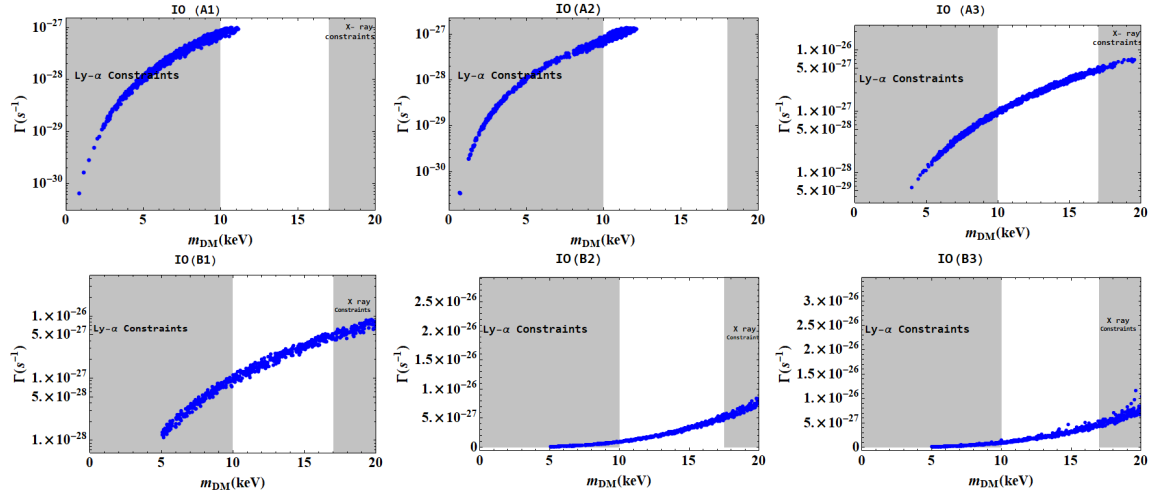 IO (A1)
10⁻²⁷
10⁻²⁸
10⁻²⁹
10⁻³⁰
Γ(s⁻¹)
Ly-α Constraints
X- ray
constraints
0 5 10 15 20
m_DM(keV)
IO(A2)
10⁻²⁷
10⁻²⁸
10⁻²⁹
10⁻³⁰
Γ(s⁻¹)
Ly-α Constraints
0 5 10 15 20
m_DM(keV)
IO (A3)
1.×10⁻²⁶
5.×10⁻²⁷
1.×10⁻²⁷
5.×10⁻²⁸
1.×10⁻²⁸
5.×10⁻²⁹
Γ(s⁻¹)
Ly-α Constraints
X- ray
constraints
0 5 10 15 20
m_DM(keV)
IO(B1)
1.×10⁻²⁶
5.×10⁻²⁷
1.×10⁻²⁷
5.×10⁻²⁸
1.×10⁻²⁸
Γ(s⁻¹)
Ly-α Constraints
X ray
Constraints
0 5 10 15 20
m_DM(keV)
IO(B2)
2.5×10⁻²⁶
2.×10⁻²⁶
1.5×10⁻²⁶
1.×10⁻²⁶
5.×10⁻²⁷
0
Γ(s⁻¹)
Ly-α Constraints
X ray
Constraint
0 5 10 15 20
m_DM(keV)
IO(B3)
3.×10⁻²⁶
2.5×10⁻²⁶
2.×10⁻²⁶
1.5×10⁻²⁶
1.×10⁻²⁶
5.×10⁻²⁷
0
Γ(s⁻¹)
Ly-α Constraints
X ray
Constraints
0 5 10 15 20
m_DM(keV)